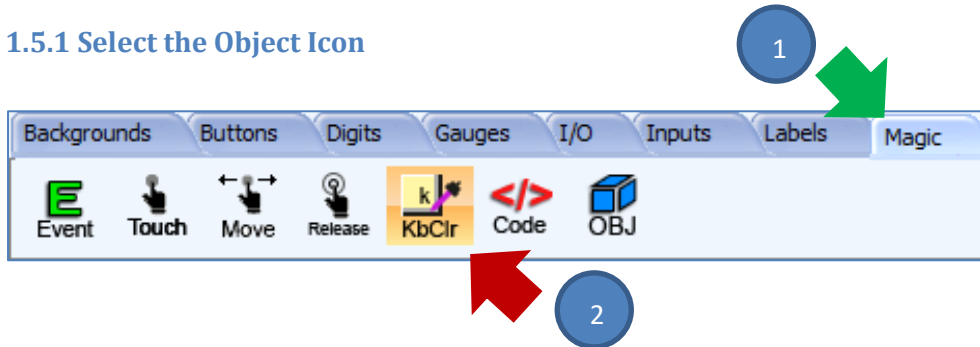 1.5.1 Select the Object Icon
1
Backgrounds Buttons Digits Gauges I/O Inputs Labels Magic
E k </>
Event Touch Move Release KbClr Code OBJ
2